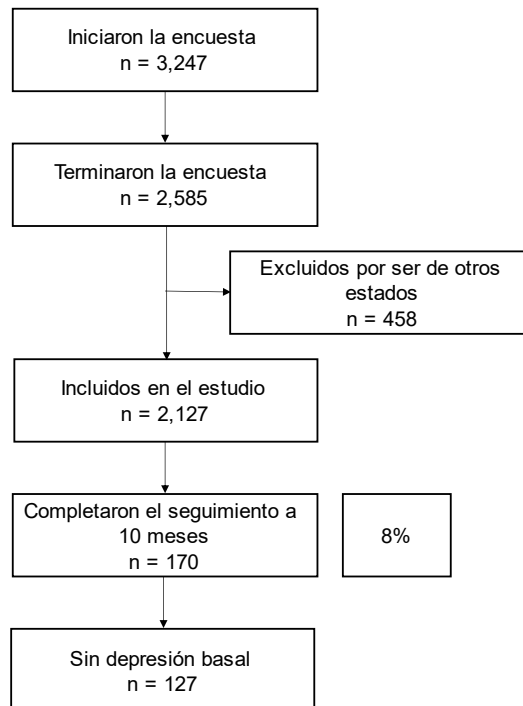 Iniciaron la encuesta
n = 3,247
Terminaron la encuesta
n = 2,585
Excluidos por ser de otros
estados
n = 458
Incluidos en el estudio
n = 2,127
Completaron el seguimiento a
10 meses
n = 170
8%
Sin depresión basal
n = 127